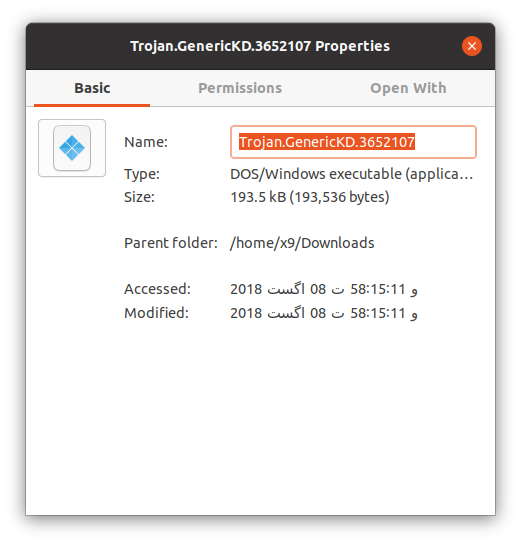 Trojan.GenericKD.3652107 Properties
Basic Permissions Open With
Name: Trojan.GenericKD.3652107
Type: DOS/Windows executable (applica…
Size: 193.5 kB (193,536 bytes)
Parent folder: /home/x9/Downloads
Accessed: و 58:15:11 ت 08 اگست 2018
Modified: و 58:15:11 ت 08 اگست 2018